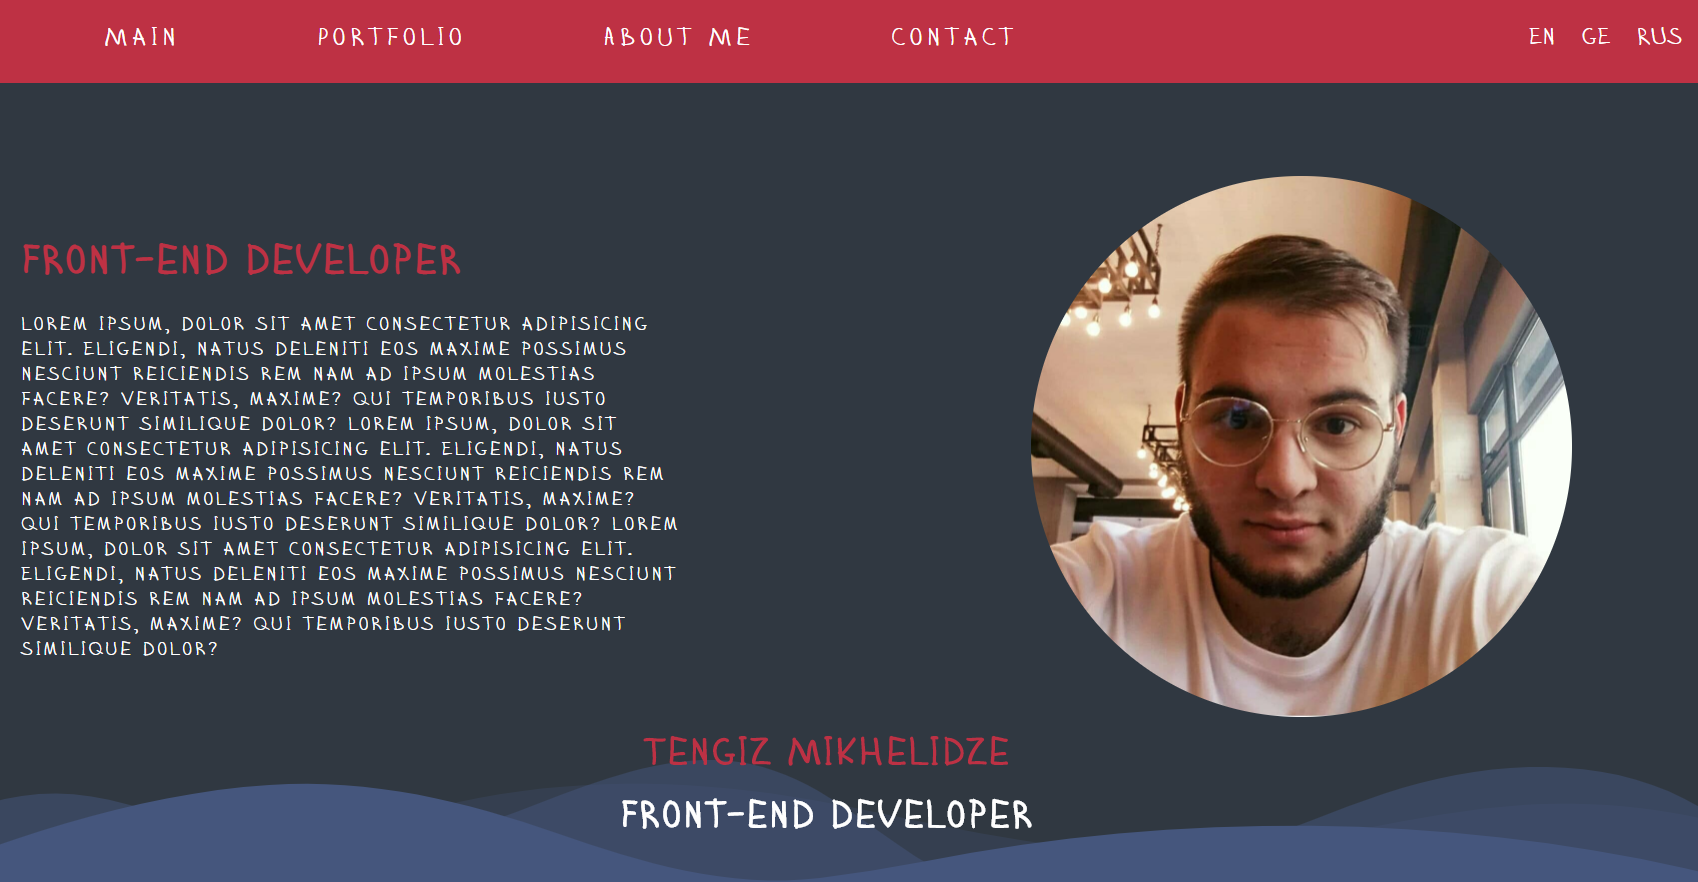 MAIN PORTFOLIO ABOUT ME CONTACT EN GE RUS
FRONT-END DEVELOPER
LOREM IPSUM, DOLOR SIT AMET CONSECTETUR ADIPISICING
ELIT. ELIGENDI, NATUS DELENITI EOS MAXIME POSSIMUS
NESCIUNT REICIENDIS REM NAM AD IPSUM MOLESTIAS
FACERE? VERITATIS, MAXIME? QUI TEMPORIBUS IUSTO
DESERUNT SIMILIQUE DOLOR? LOREM IPSUM, DOLOR SIT
AMET CONSECTETUR ADIPISICING ELIT. ELIGENDI, NATUS
DELENITI EOS MAXIME POSSIMUS NESCIUNT REICIENDIS REM
NAM AD IPSUM MOLESTIAS FACERE? VERITATIS, MAXIME?
QUI TEMPORIBUS IUSTO DESERUNT SIMILIQUE DOLOR? LOREM
IPSUM, DOLOR SIT AMET CONSECTETUR ADIPISICING ELIT.
ELIGENDI, NATUS DELENITI EOS MAXIME POSSIMUS NESCIUNT
REICIENDIS REM NAM AD IPSUM MOLESTIAS FACERE?
VERITATIS, MAXIME? QUI TEMPORIBUS IUSTO DESERUNT
SIMILIQUE DOLOR?
TENGIZ MIKHELIDZE
FRONT-END DEVELOPER